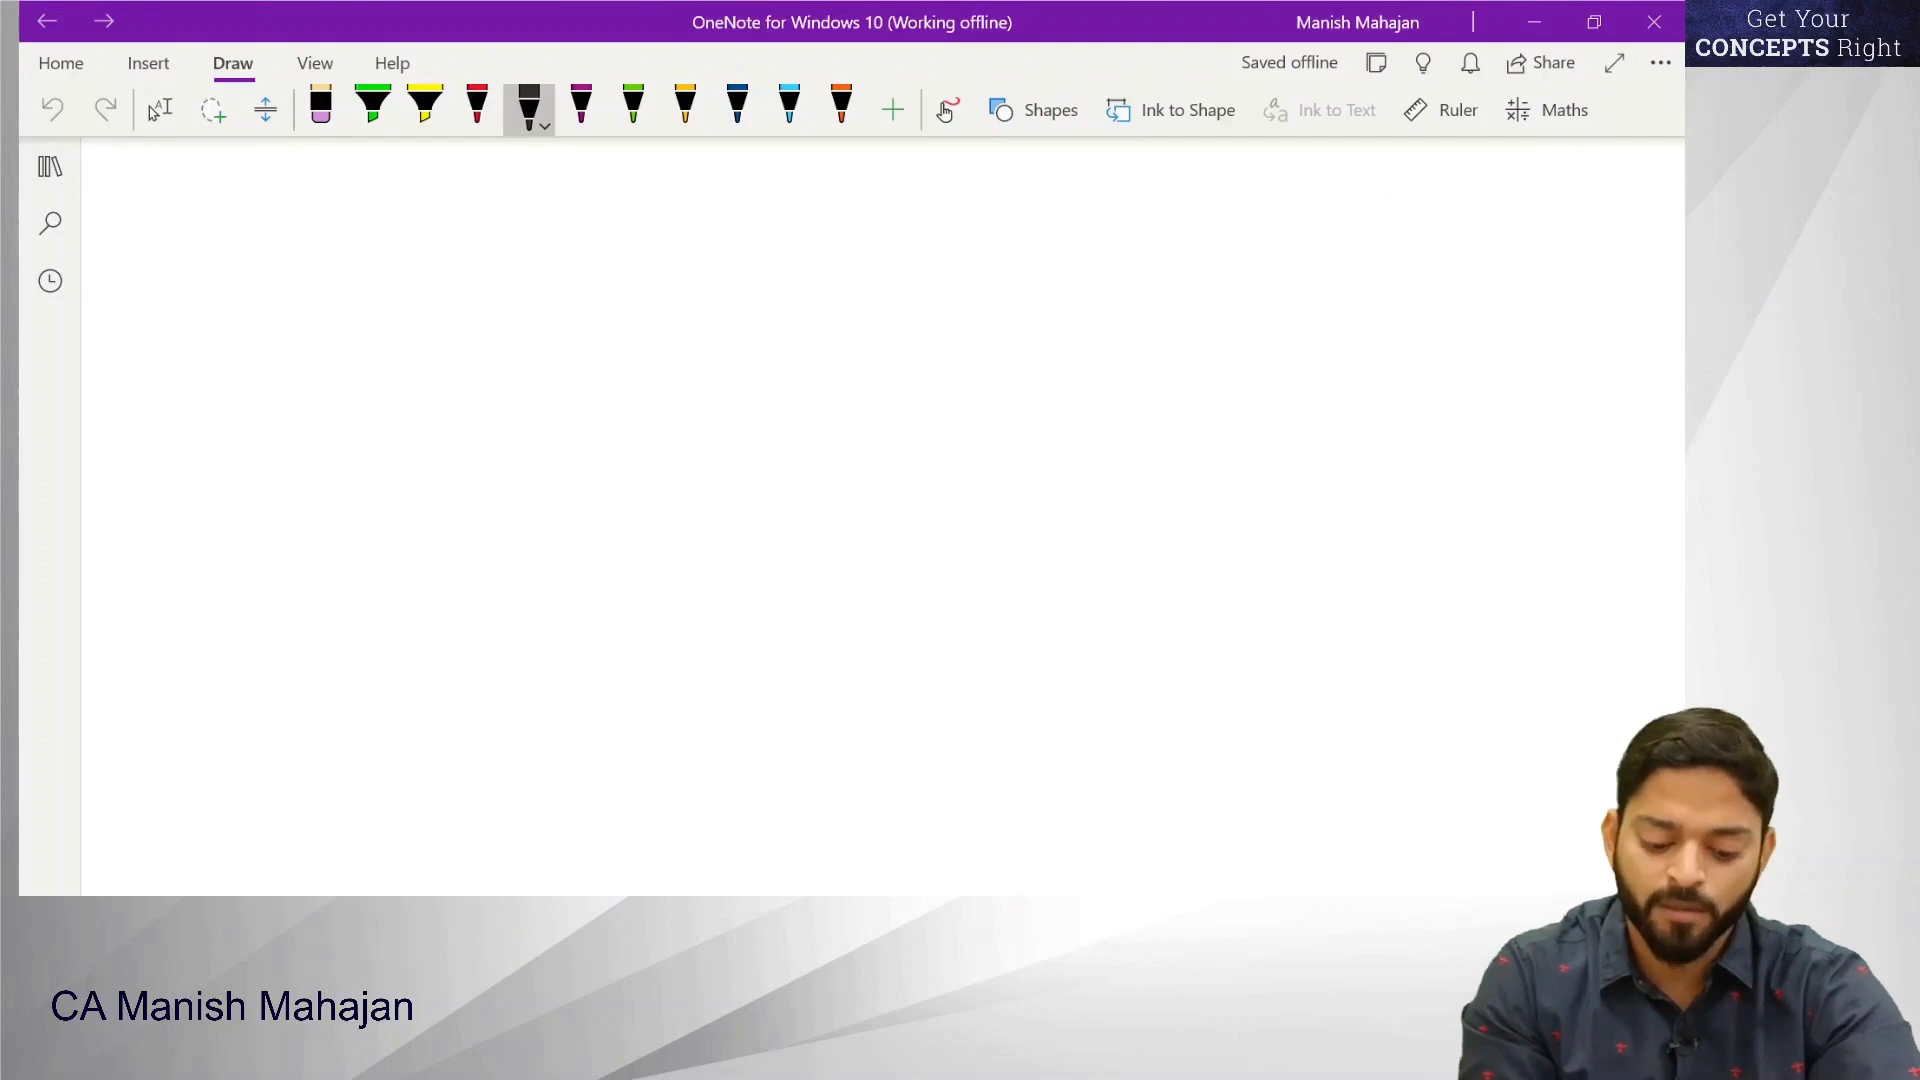 OneNote for Windows 10 (Working offline)
Manish Mahajan
Get Your
CONCEPTS Right
Home Insert Draw View Help
Saved offline
Share
Shapes
Ink to Shape
Ink to Text
Ruler
Maths
CA Manish Mahajan